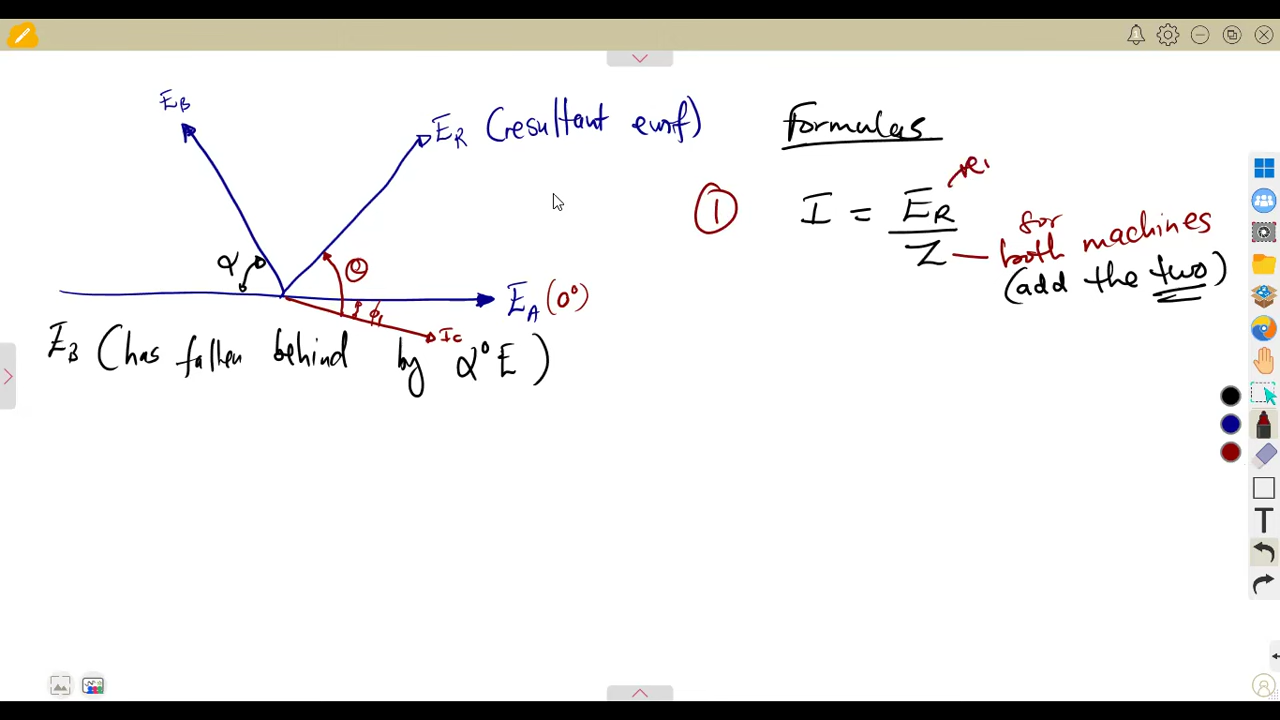 E_B
E_R (resultant emf)
α
θ
E_A (0°)
φ₁
I_C
E_B (has fallen behind by α° E)
Formulas
① I = E_R / Z
for both machines
(add the two)
T